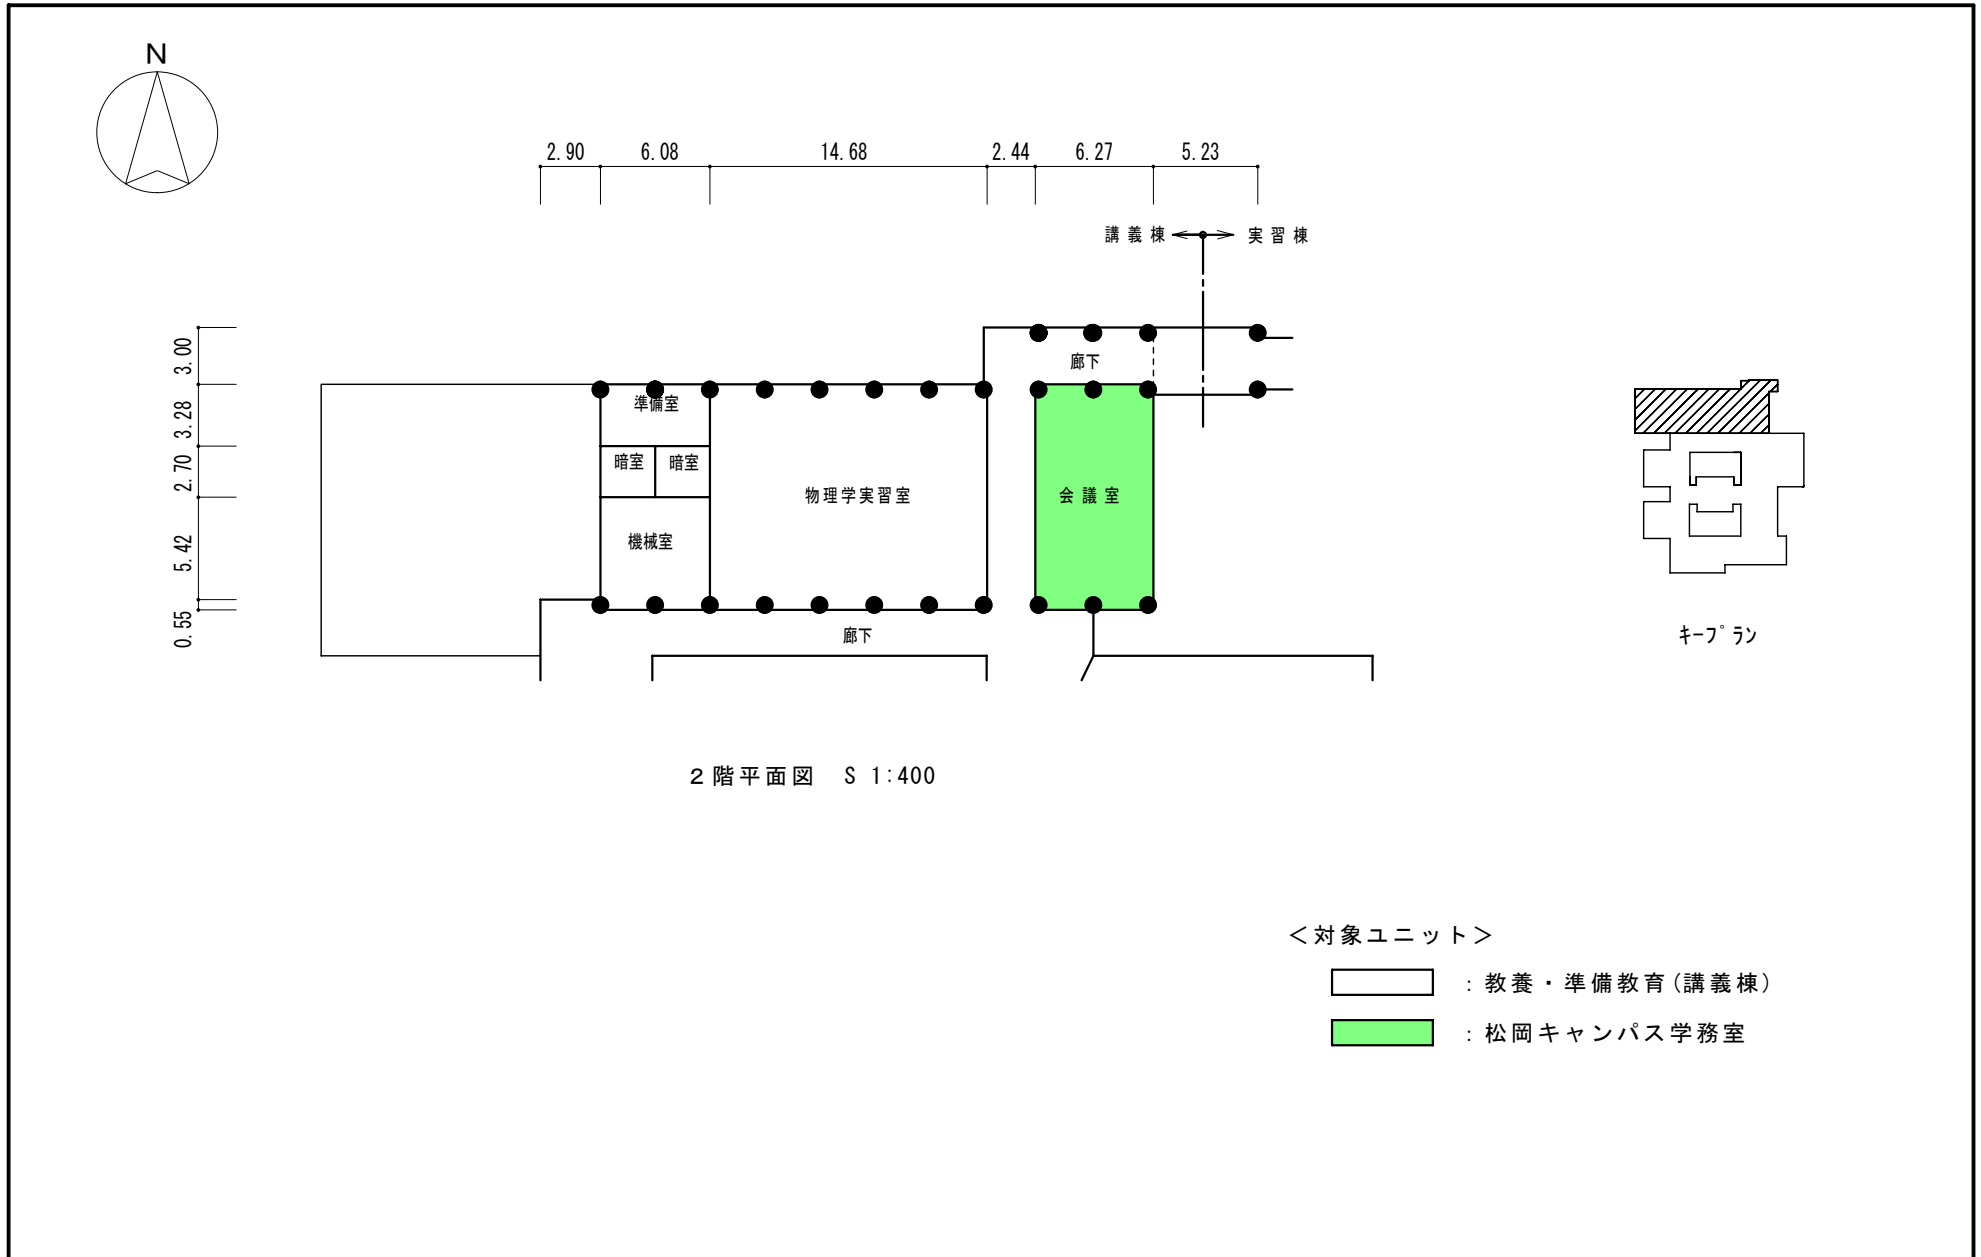 N
2.90
6.08
14.68
2.44
6.27
5.23
講義棟
実習棟
3.00
3.28
2.70
5.42
0.55
廊下
準備室
暗室
暗室
物理学実習室
会議室
機械室
廊下
キープラン
2階平面図 S 1:400
＜対象ユニット＞
：教養・準備教育(講義棟)
：松岡キャンパス学務室